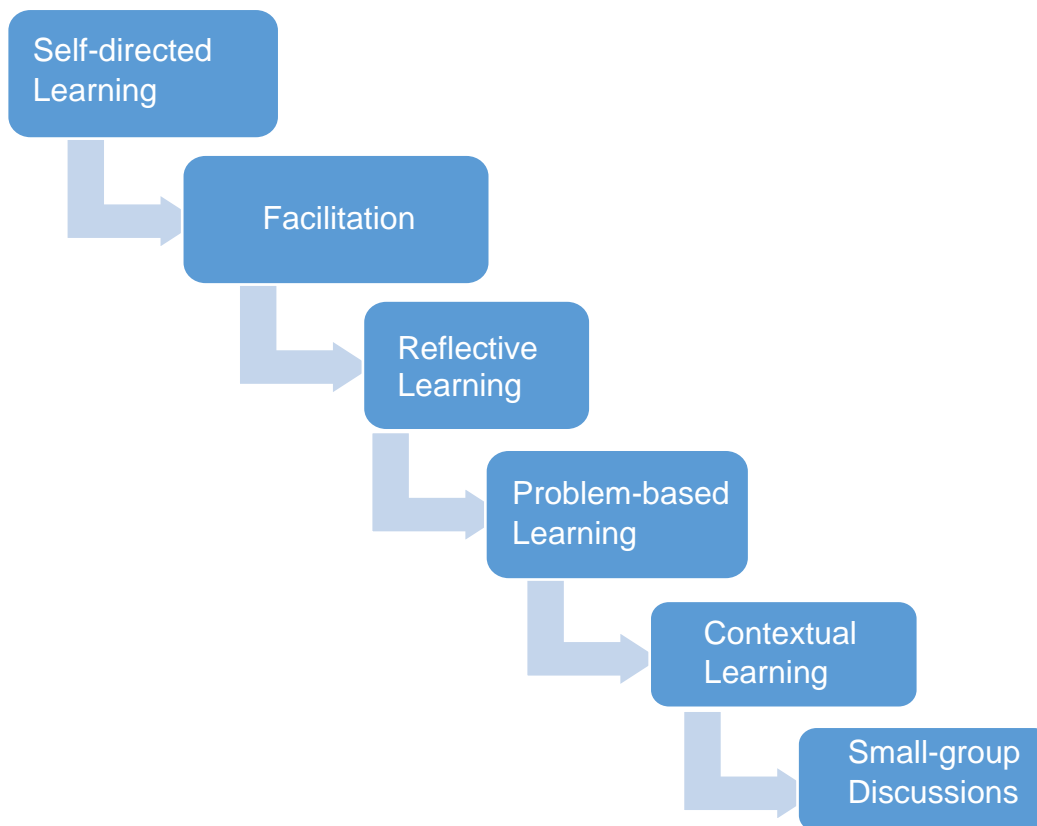 Self-directed
Learning
Facilitation
Reflective
Learning
Problem-based
Learning
Contextual
Learning
Small-group
Discussions